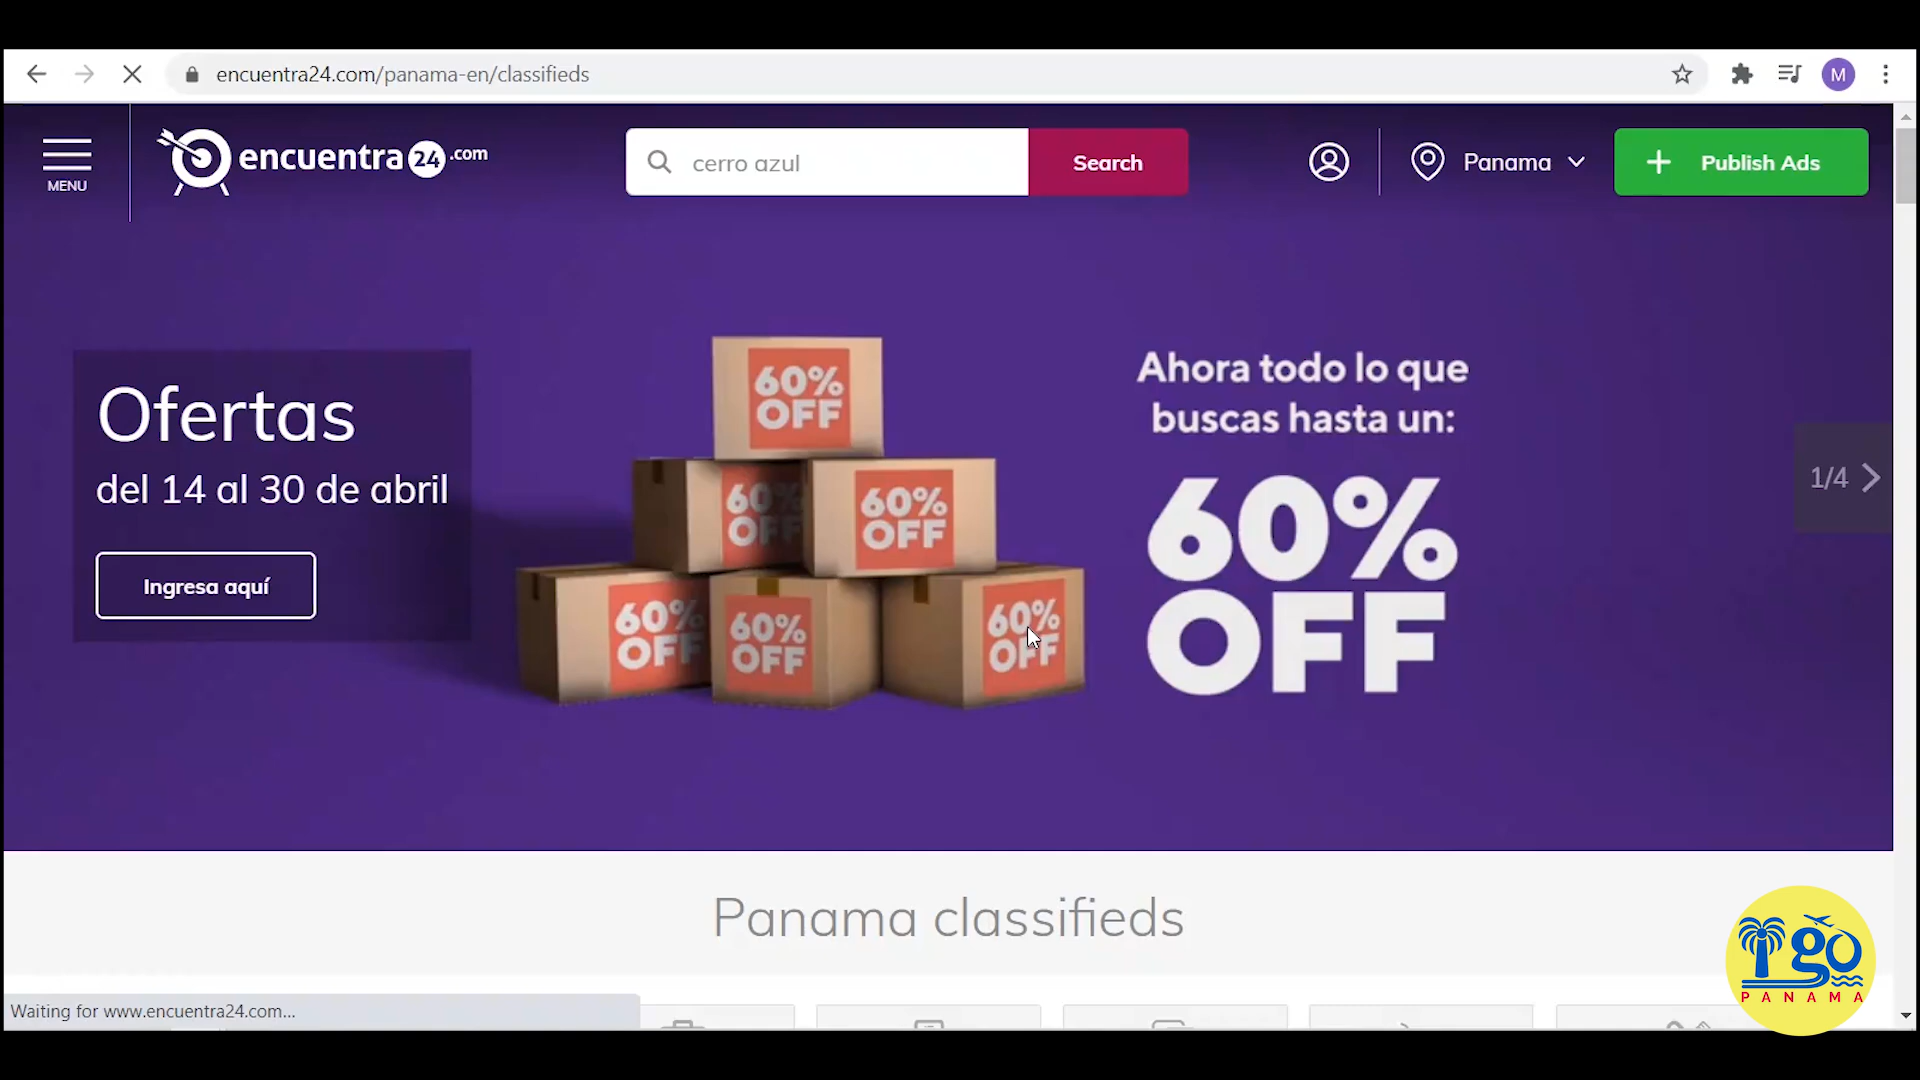 encuentra24.com/panama-en/classifieds
M
MENU
encuentra24.com
cerro azul
Search
Panama
+ Publish Ads
Ofertas
del 14 al 30 de abril
Ingresa aquí
60%
OFF
60%
OFF
60%
OFF
60%
OFF
60%
OFF
60%
OFF
Ahora todo lo que
buscas hasta un:
60%
OFF
1/4
Panama classifieds
Waiting for www.encuentra24.com...
go
PANAMA